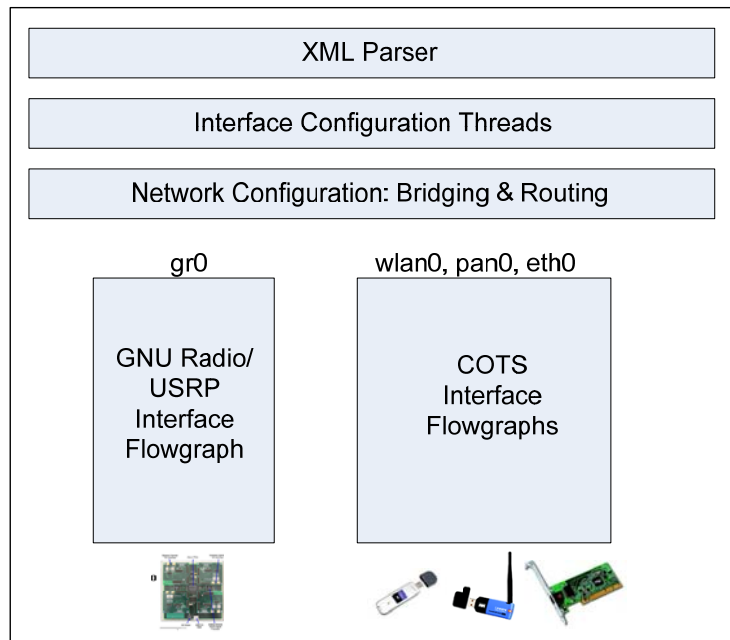 XML Parser
Interface Configuration Threads
Network Configuration: Bridging & Routing
gr0
wlan0, pan0, eth0
GNU Radio/
USRP
Interface
Flowgraph
COTS
Interface
Flowgraphs